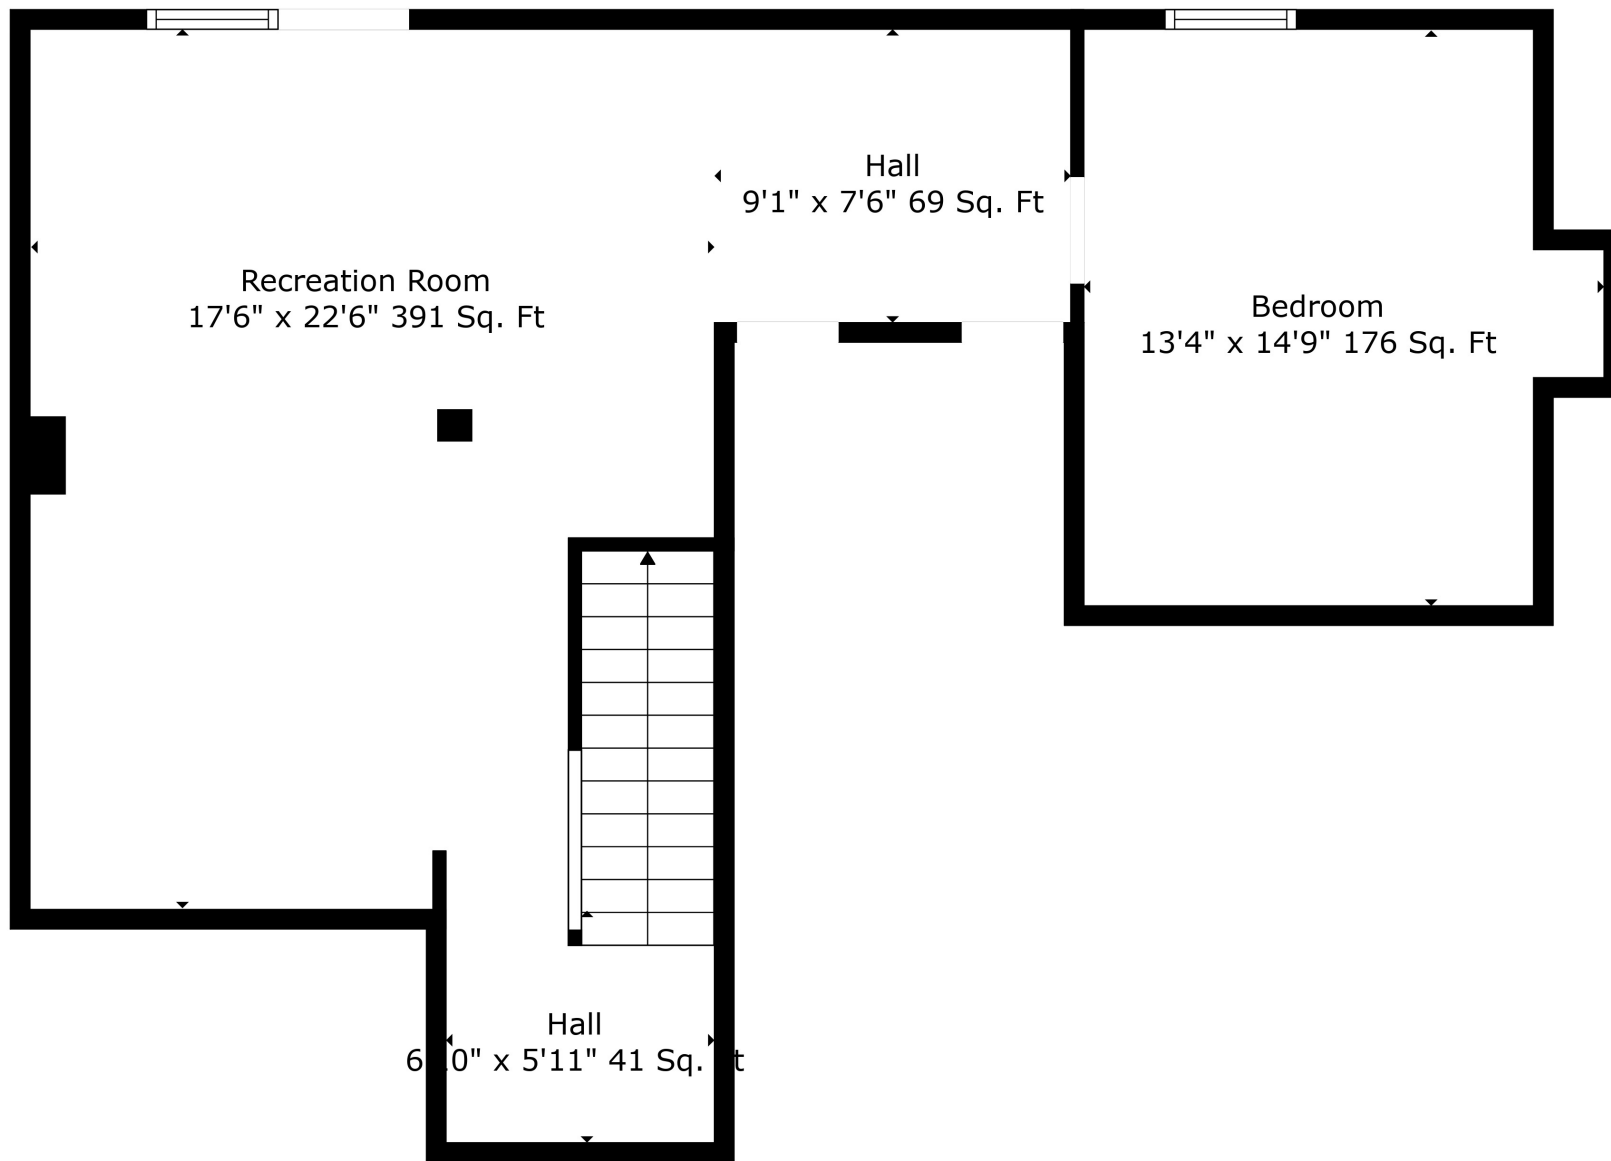 Hall
9'1" x 7'6" 69 Sq. Ft
Recreation Room
17'6" x 22'6" 391 Sq. Ft
Bedroom
13'4" x 14'9" 176 Sq. Ft
Hall
x 5'11" 41 Sq.